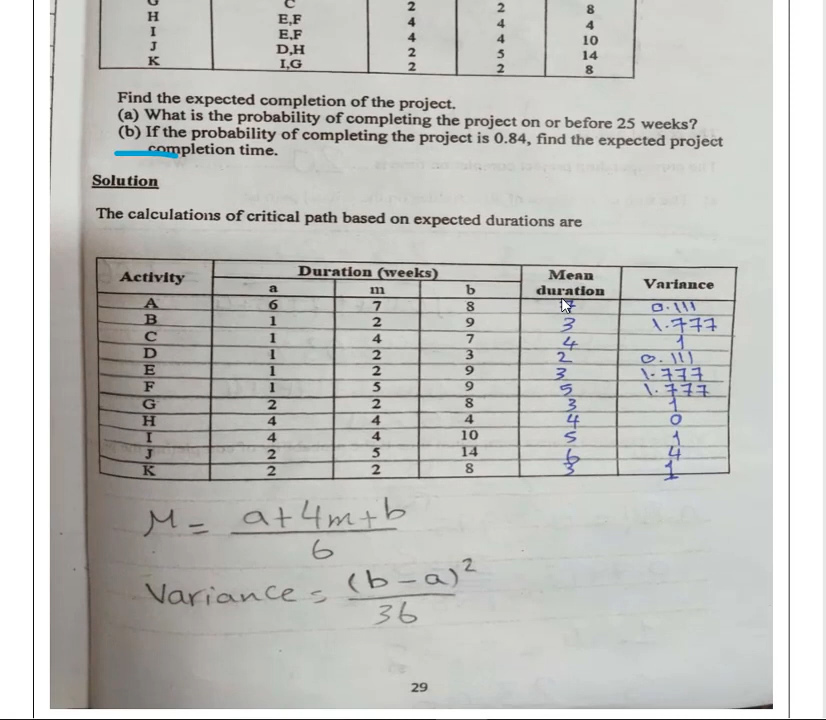 G C 2 2 8
H E,F 4 4 4
I E,F 4 4 10
J D,H 2 5 14
K I,G 2 2 8
Find the expected completion of the project.
(a) What is the probability of completing the project on or before 25 weeks?
(b) If the probability of completing the project is 0.84, find the expected project
completion time.
Solution
The calculations of critical path based on expected durations are
Activity Duration (weeks) Mean duration Variance
a m b
A 6 7 8 7 0.111
B 1 2 9 3 1.777
C 1 4 7 4 1
D 1 2 3 2 0.111
E 1 2 9 3 1.777
F 1 5 9 5 1.777
G 2 2 8 3 1
H 4 4 4 4 0
I 4 4 10 5 1
J 2 5 14 6 4
K 2 2 8 3 1
M = a+4m+b
6
Variance = (b-a)²
36
29